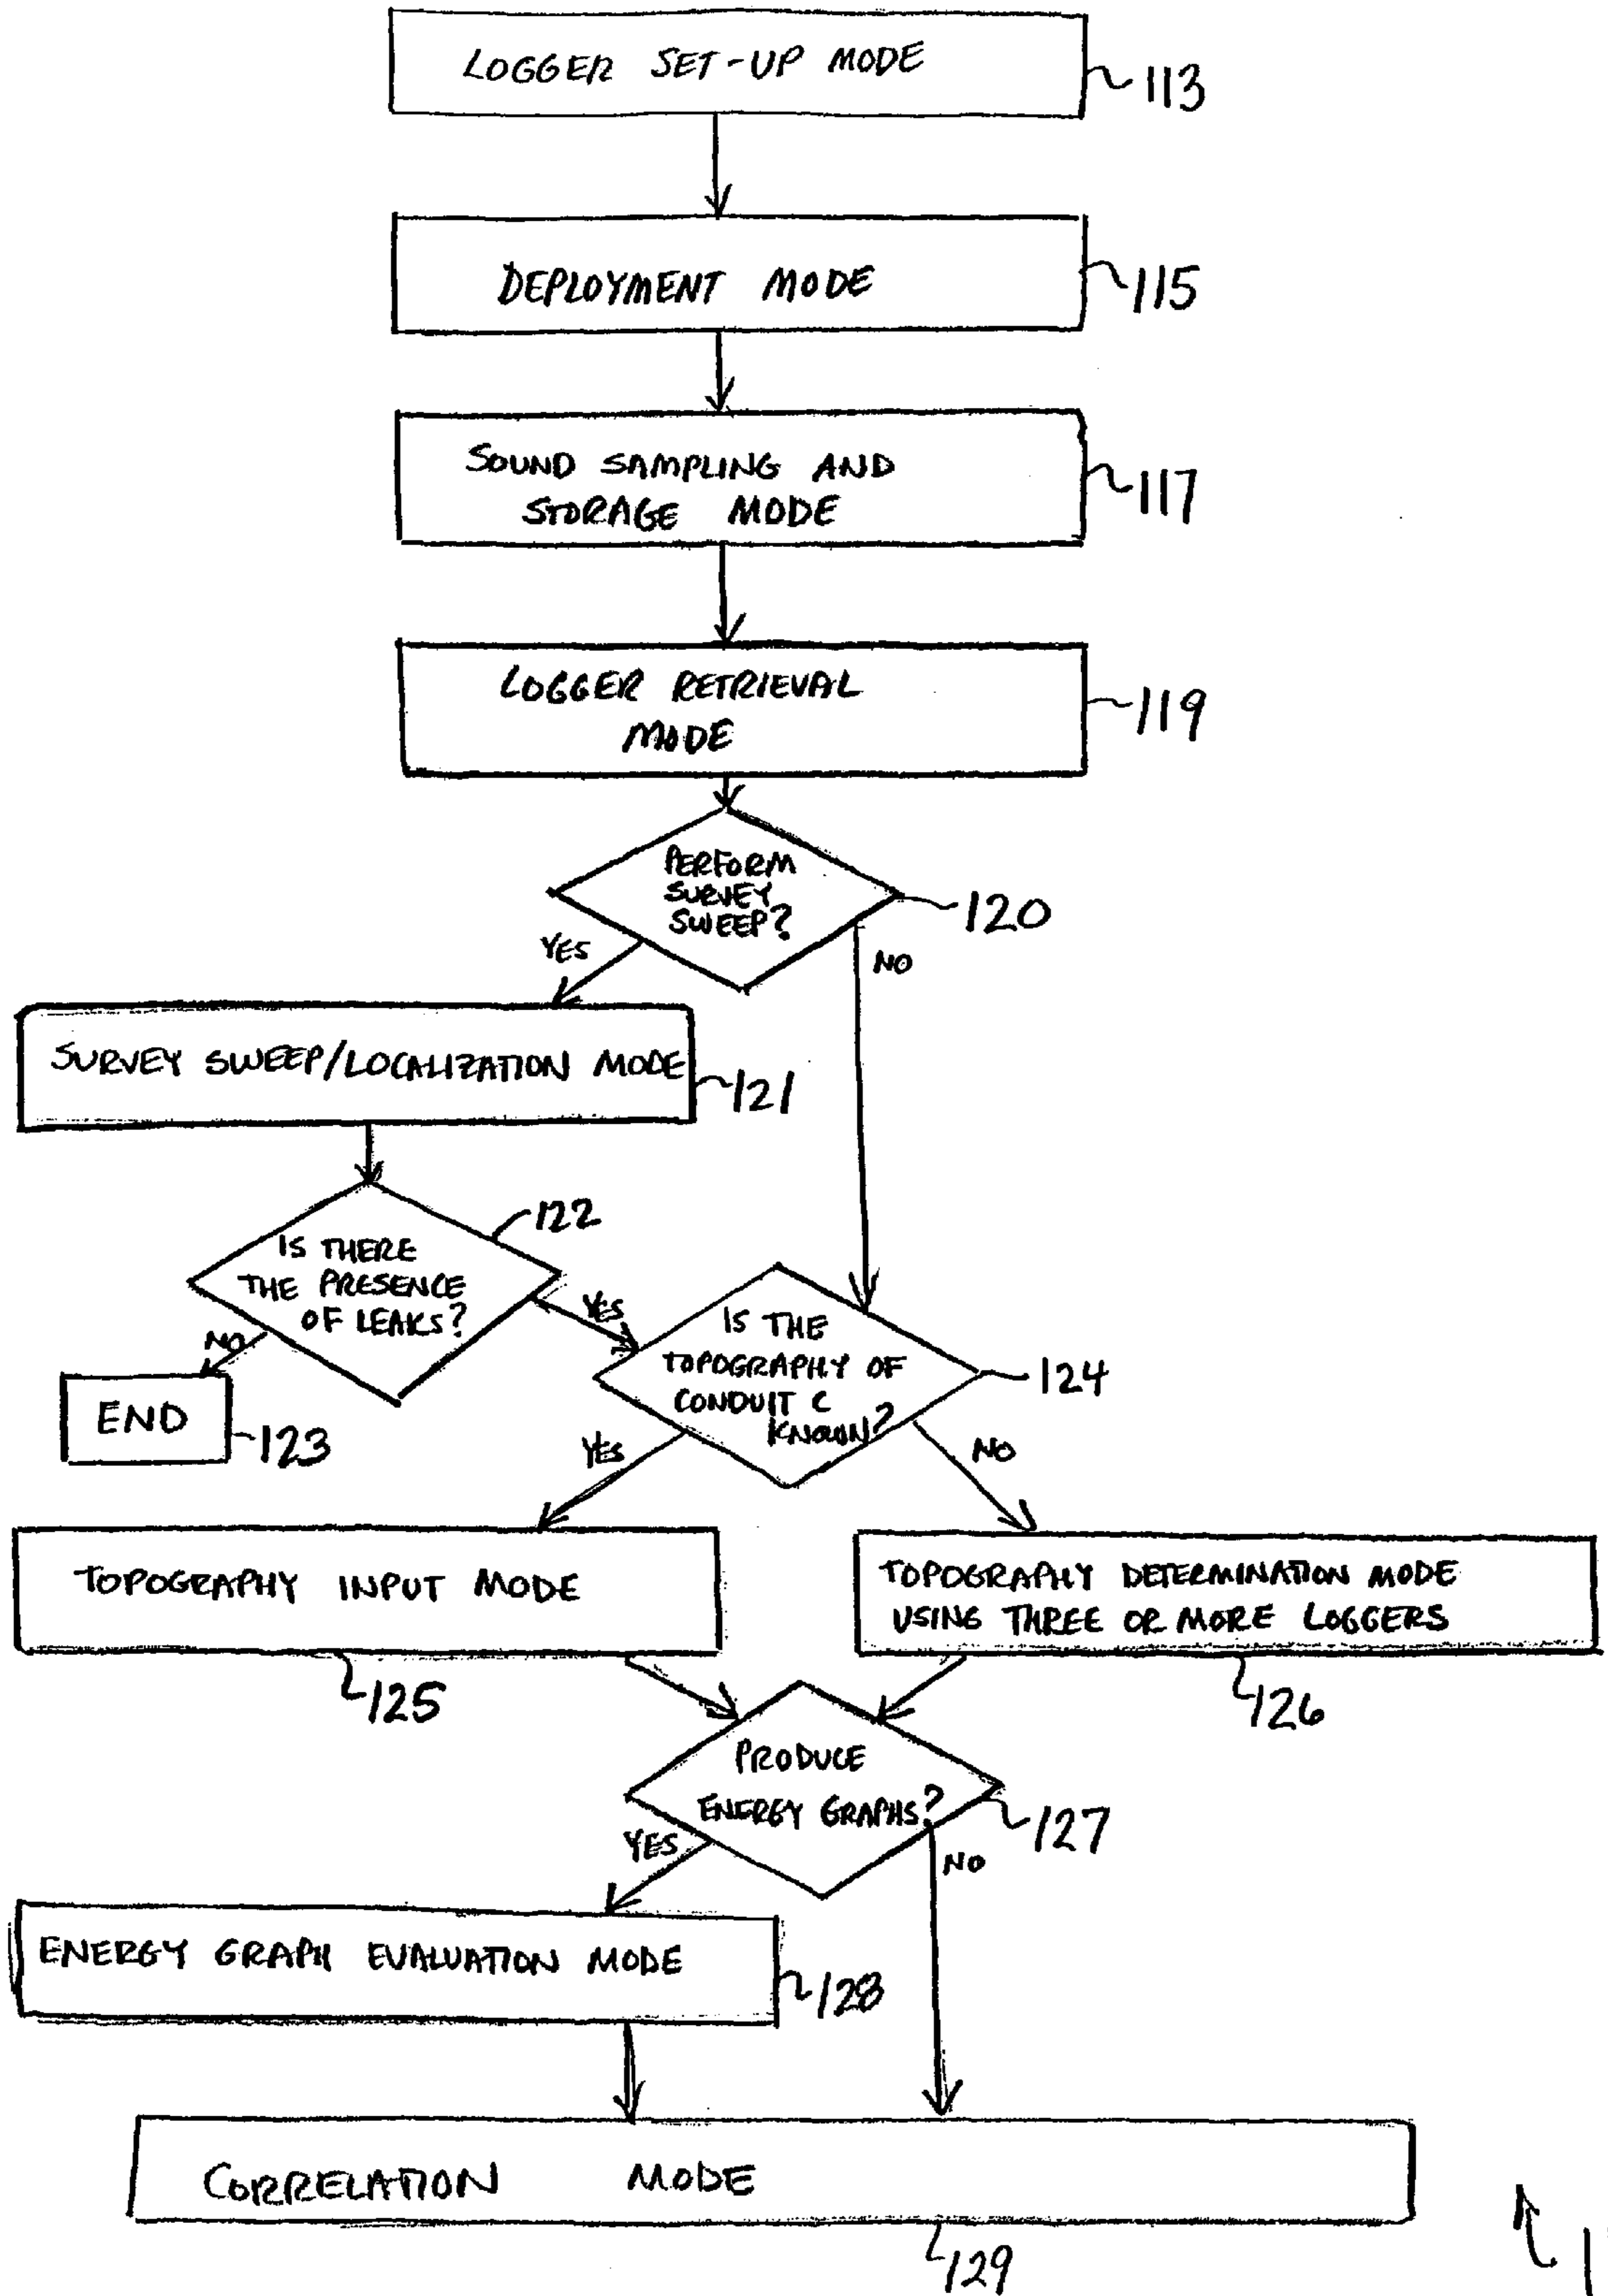 LOGGER SET-UP MODE
113
DEPLOYMENT MODE
115
SOUND SAMPLING AND
STORAGE MODE
117
LOGGER RETRIEVAL
MODE
119
PERFORM
SURVEY
SWEEP?
120
YES
NO
SURVEY SWEEP/LOCALIZATION MODE
121
122
IS THERE
THE PRESENCE
OF LEAKS?
YES
NO
IS THE
TOPOGRAPHY OF
CONDUIT C
KNOWN?
124
END
123
YES
NO
TOPOGRAPHY INPUT MODE
125
TOPOGRAPHY DETERMINATION MODE
USING THREE OR MORE LOGGERS
126
PRODUCE
ENERGY GRAPHS?
127
YES
NO
ENERGY GRAPH EVALUATION MODE
128
CORRELATION MODE
129